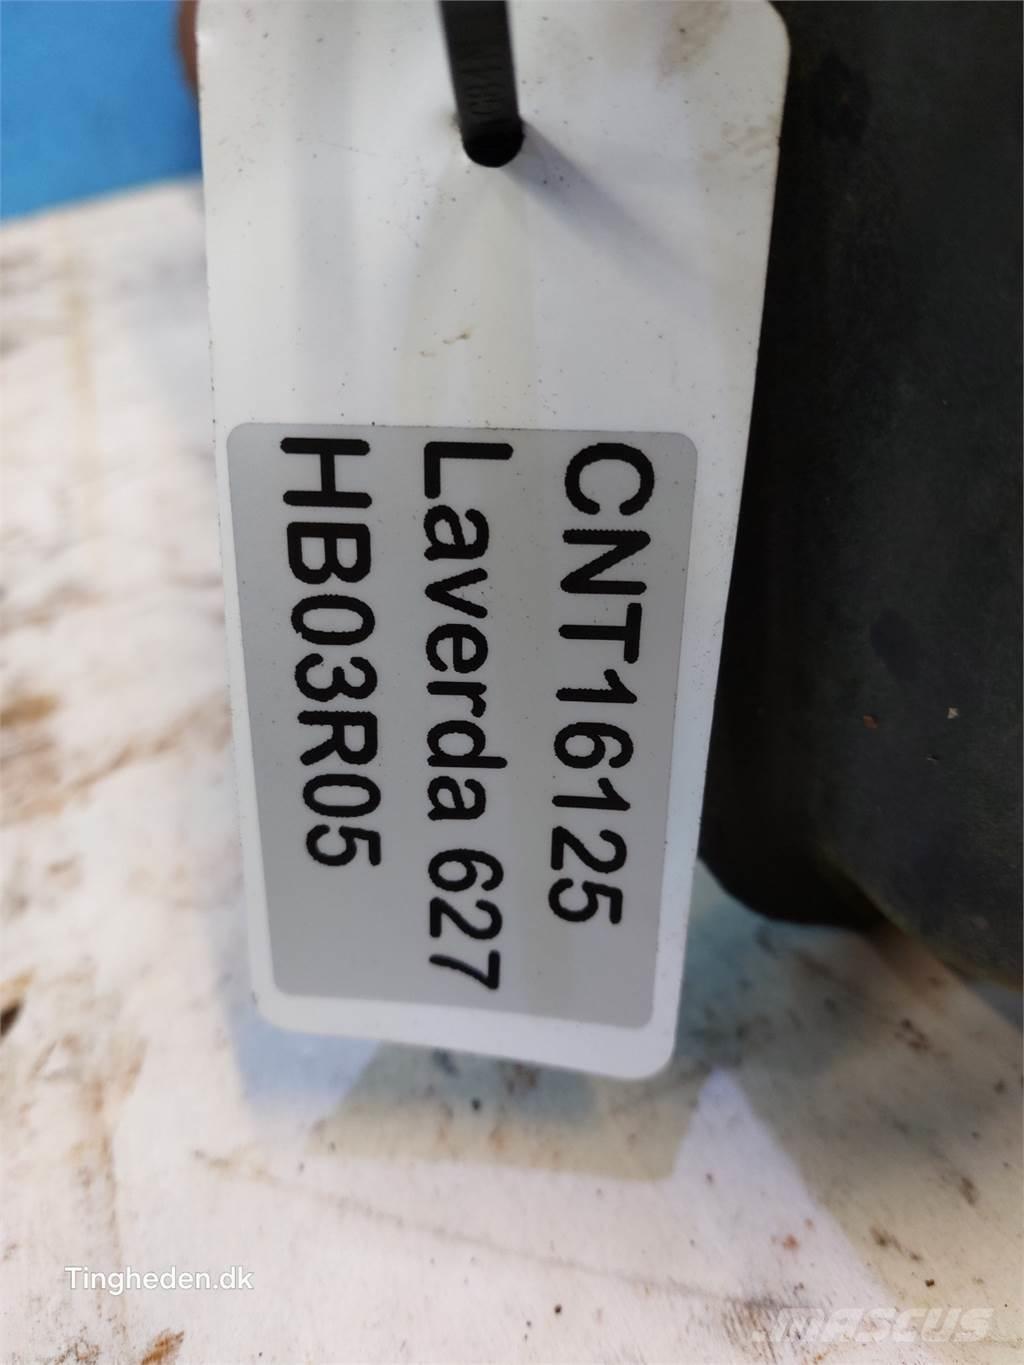 CNT16125
Laverda 627
HB03R05
Tingheden.dk
MASCUS